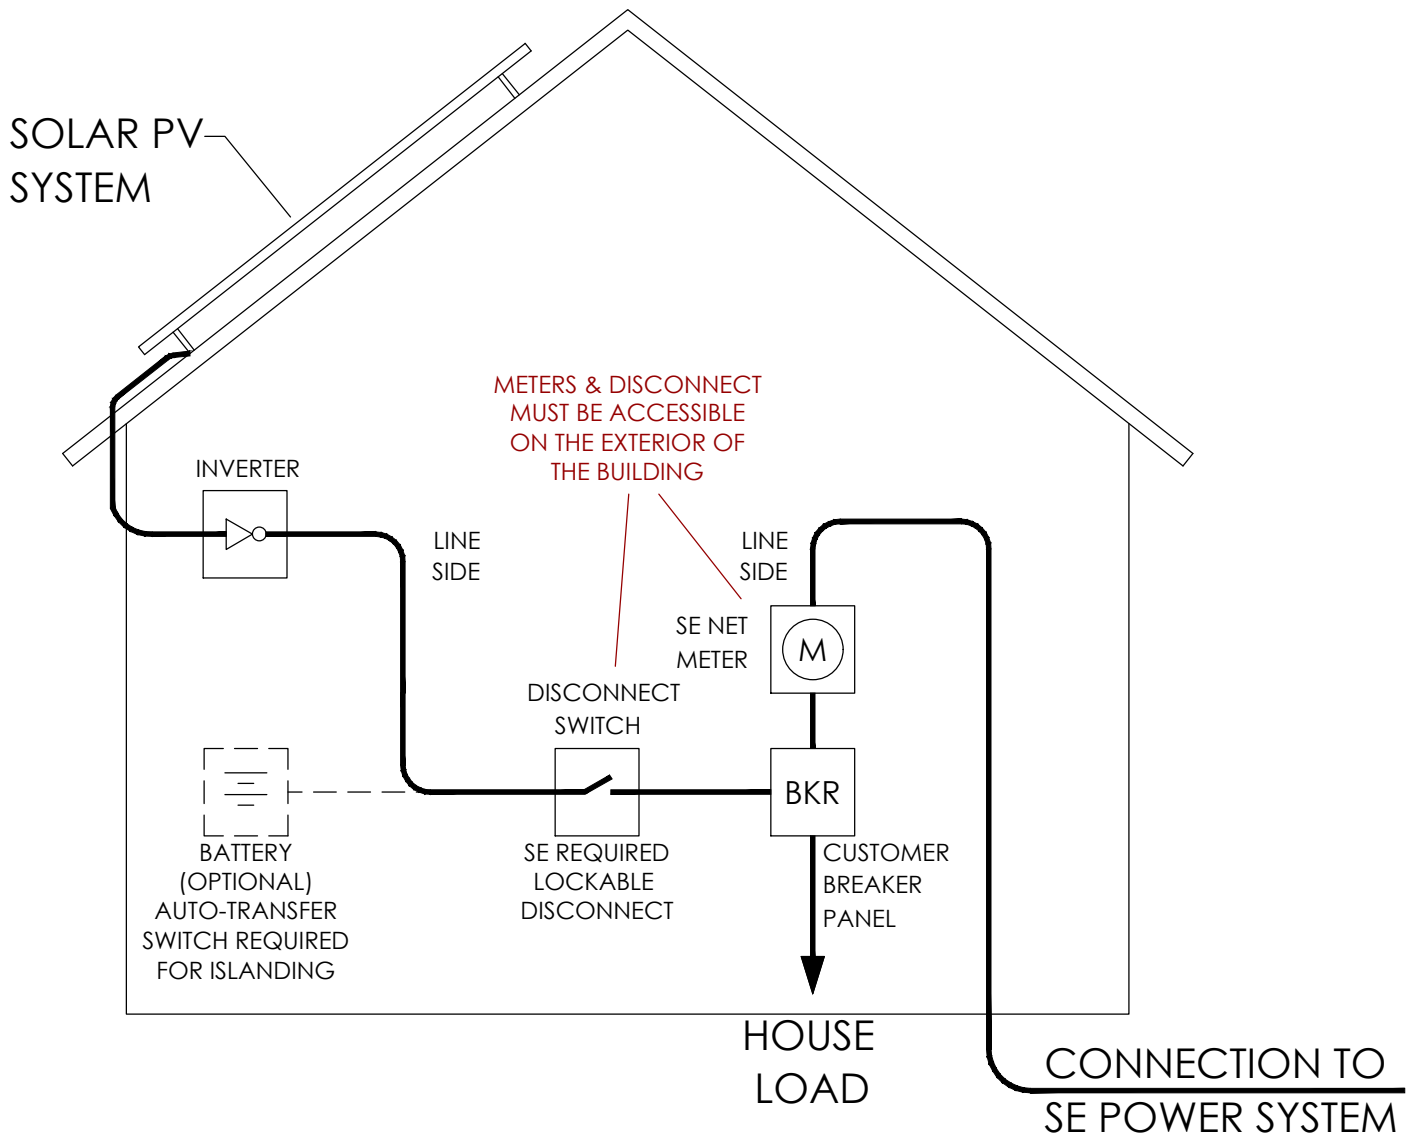 SOLAR PV
SYSTEM
METERS & DISCONNECT
MUST BE ACCESSIBLE
ON THE EXTERIOR OF
THE BUILDING
INVERTER
LINE
SIDE
LINE
SIDE
SE NET
METER
M
DISCONNECT
SWITCH
BKR
BATTERY
(OPTIONAL)
AUTO-TRANSFER
SWITCH REQUIRED
FOR ISLANDING
SE REQUIRED
LOCKABLE
DISCONNECT
CUSTOMER
BREAKER
PANEL
HOUSE
LOAD
CONNECTION TO
SE POWER SYSTEM